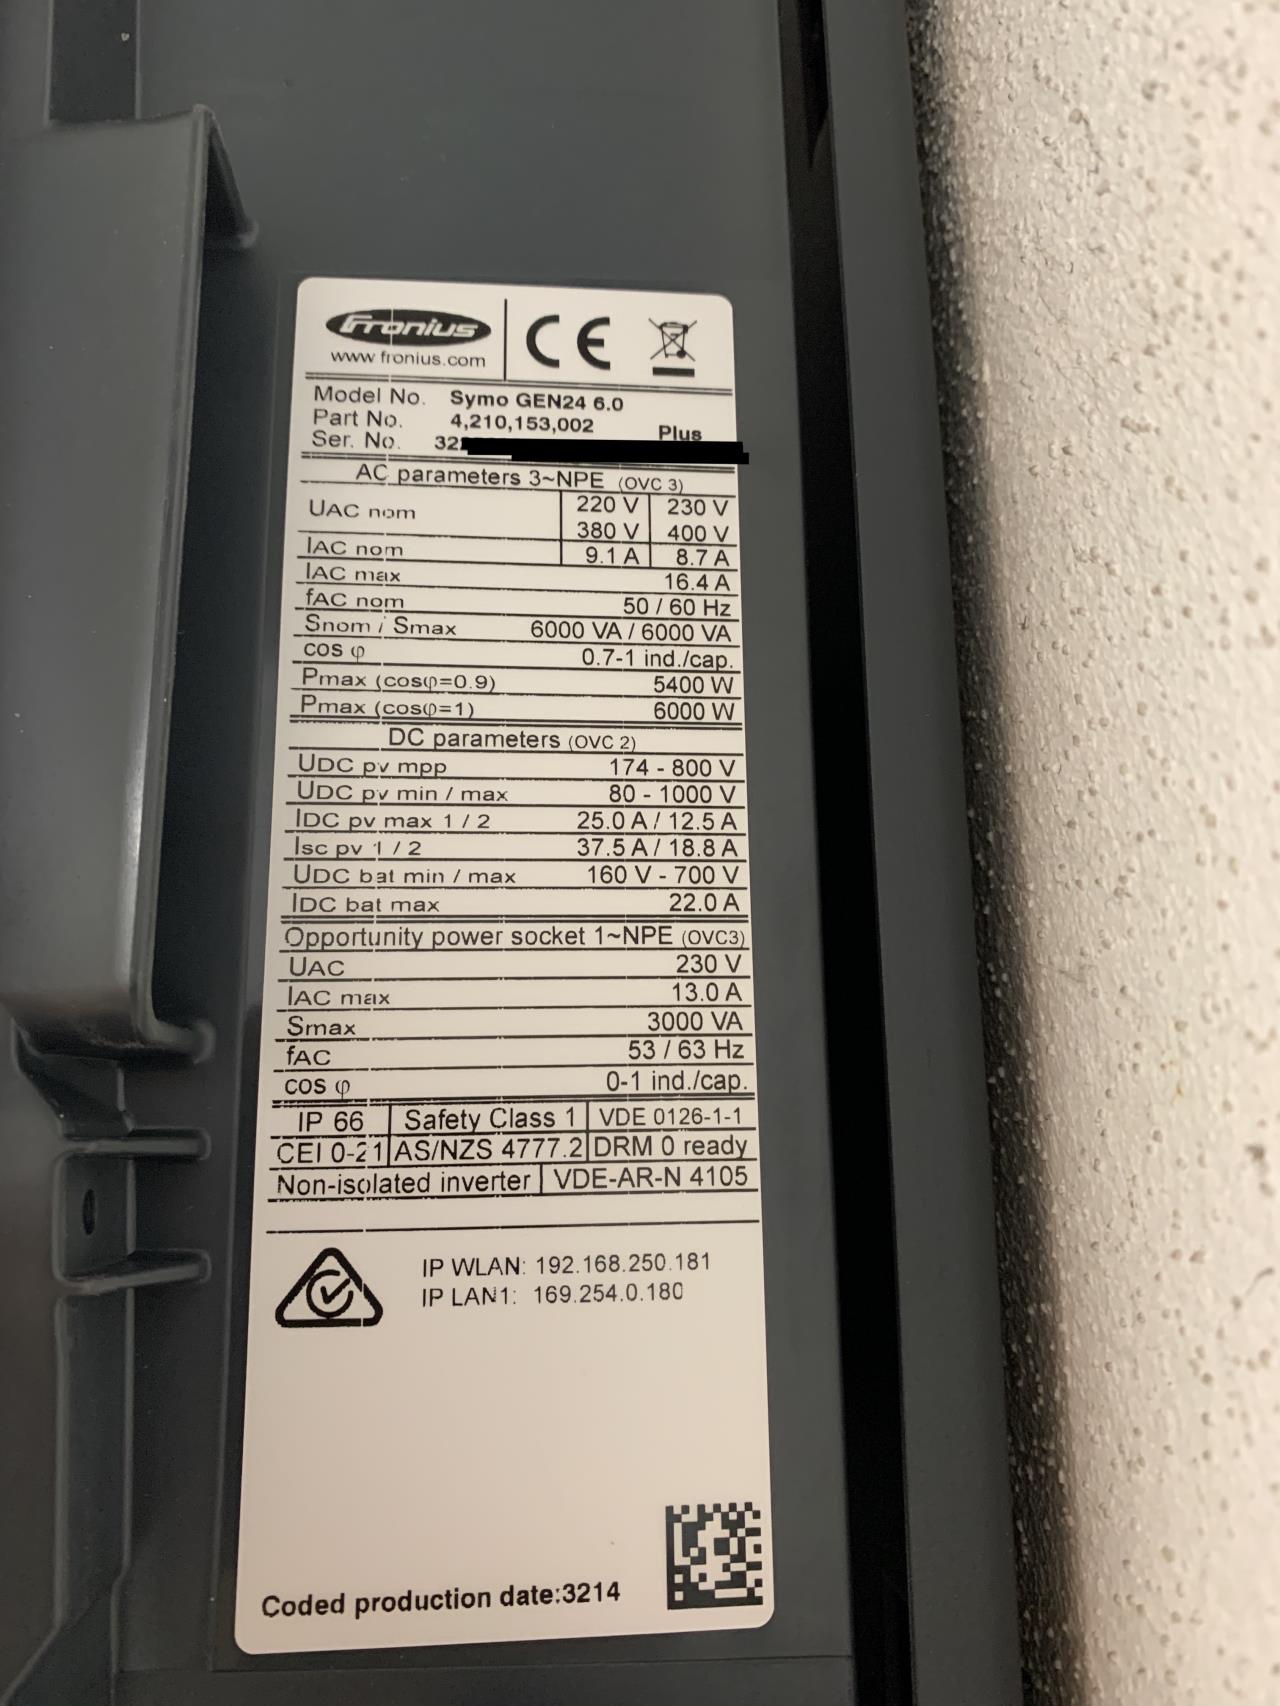 Fronius
www.fronius.com
CE
Model No. Symo GEN24 6.0
Part No. 4,210,153,002 Plus
Ser. No. 32
AC parameters 3~NPE (OVC 3)
UAC nom 220 V 230 V
380 V 400 V
IAC nom 9.1 A 8.7 A
IAC max 16.4 A
fAC nom 50 / 60 Hz
Snom / Smax 6000 VA / 6000 VA
cos φ 0.7-1 ind./cap.
Pmax (cosφ=0.9) 5400 W
Pmax (cosφ=1) 6000 W
DC parameters (OVC 2)
UDC pv mpp 174 - 800 V
UDC pv min / max 80 - 1000 V
IDC pv max 1 / 2 25.0 A / 12.5 A
Isc pv 1 / 2 37.5 A / 18.8 A
UDC bat min / max 160 V - 700 V
IDC bat max 22.0 A
Opportunity power socket 1~NPE (OVC3)
UAC 230 V
IAC max 13.0 A
Smax 3000 VA
fAC 53 / 63 Hz
cos φ 0-1 ind./cap.
IP 66 Safety Class 1 VDE 0126-1-1
CEI 0-21 AS/NZS 4777.2 DRM 0 ready
Non-isolated inverter VDE-AR-N 4105
IP WLAN: 192.168.250.181
IP LAN1: 169.254.0.180
Coded production date:3214